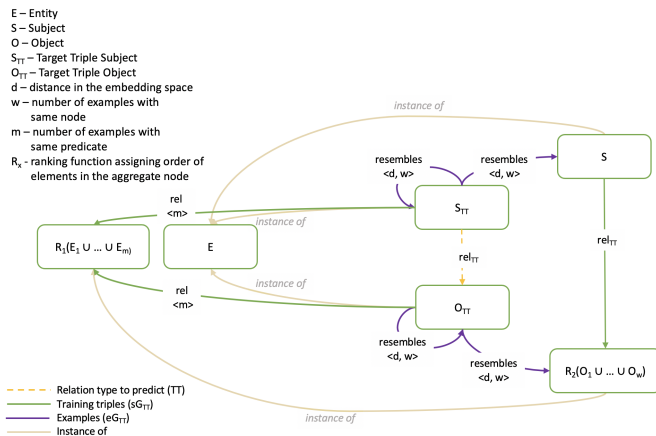 E – Entity
S – Subject
O – Object
S_TT – Target Triple Subject
O_TT – Target Triple Object
d – distance in the embedding space
w – number of examples with
same node
m – number of examples with
same predicate
R_x - ranking function assigning order of
elements in the aggregate node
instance of
resembles
<d, w>
resembles
<d, w>
S
rel
<m>
S_TT
instance of
R_1(E_1 ∪ ... ∪ E_m)
E
rel_TT
rel_TT
instance of
rel
<m>
O_TT
resembles
<d, w>
resembles
<d, w>
R_2(O_1 ∪ ... ∪ O_w)
Relation type to predict (TT)
Training triples (sG_TT)
Examples (eG_TT)
Instance of
instance of